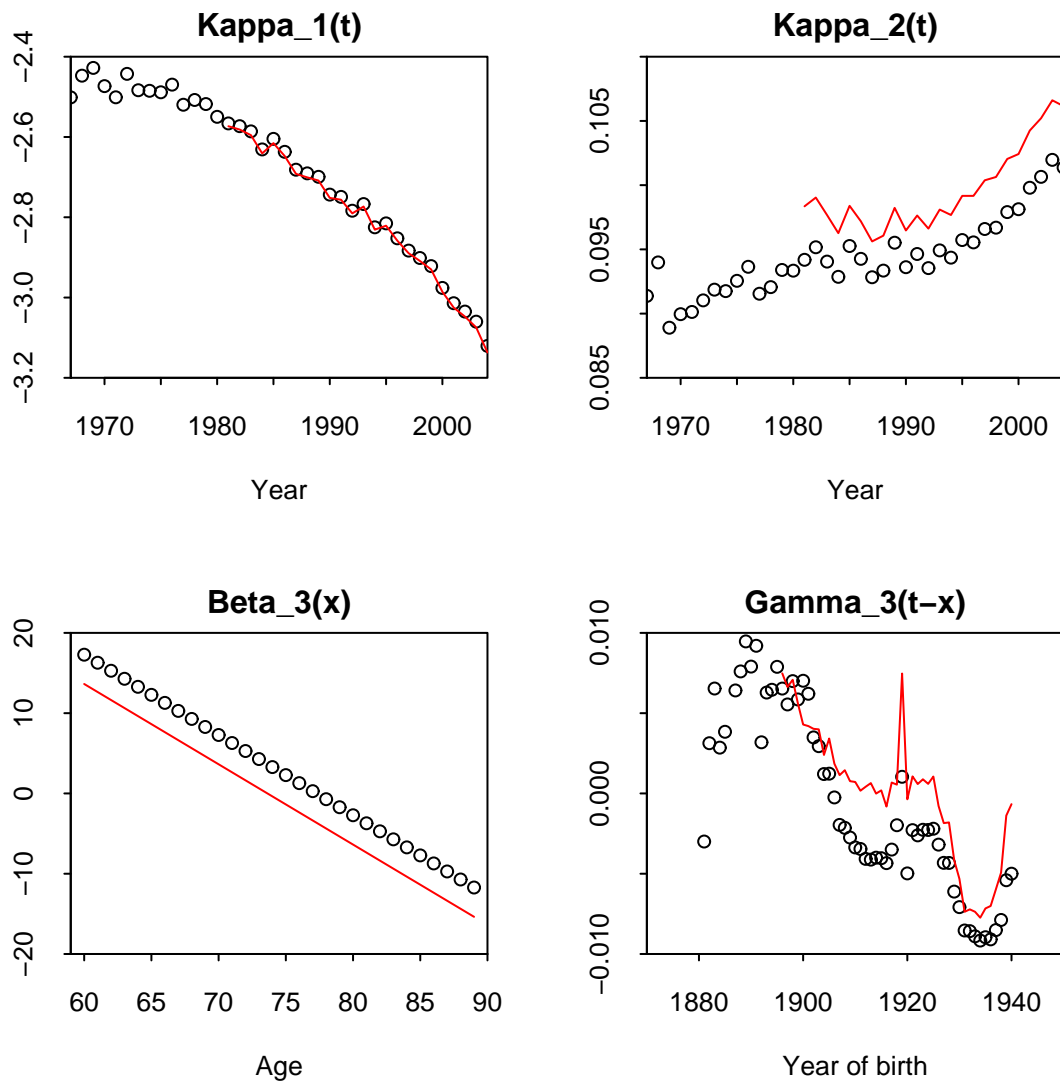 Kappa_1(t)
−2.4
−2.6
−2.8
−3.0
−3.2
1970 1980 1990 2000
Year
Kappa_2(t)
0.105
0.095
0.085
1970 1980 1990 2000
Year
Beta_3(x)
20
10
0
−10
−20
60 65 70 75 80 85 90
Age
Gamma_3(t−x)
0.010
0.000
−0.010
1880 1900 1920 1940
Year of birth